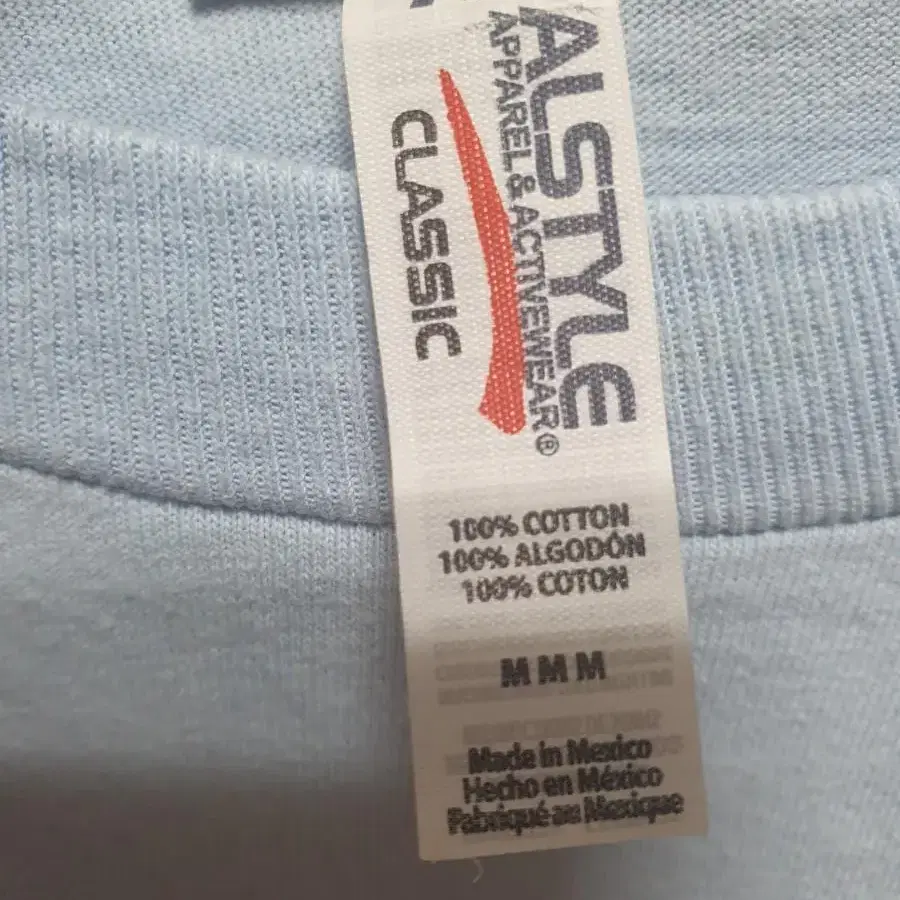 ALSTYLE
APPAREL & ACTIVEWEAR®
CLASSIC
100% COTTON
100% ALGODÓN
100% COTON
M M M
Made in Mexico
Hecho en México
Fabriqué au Mexique